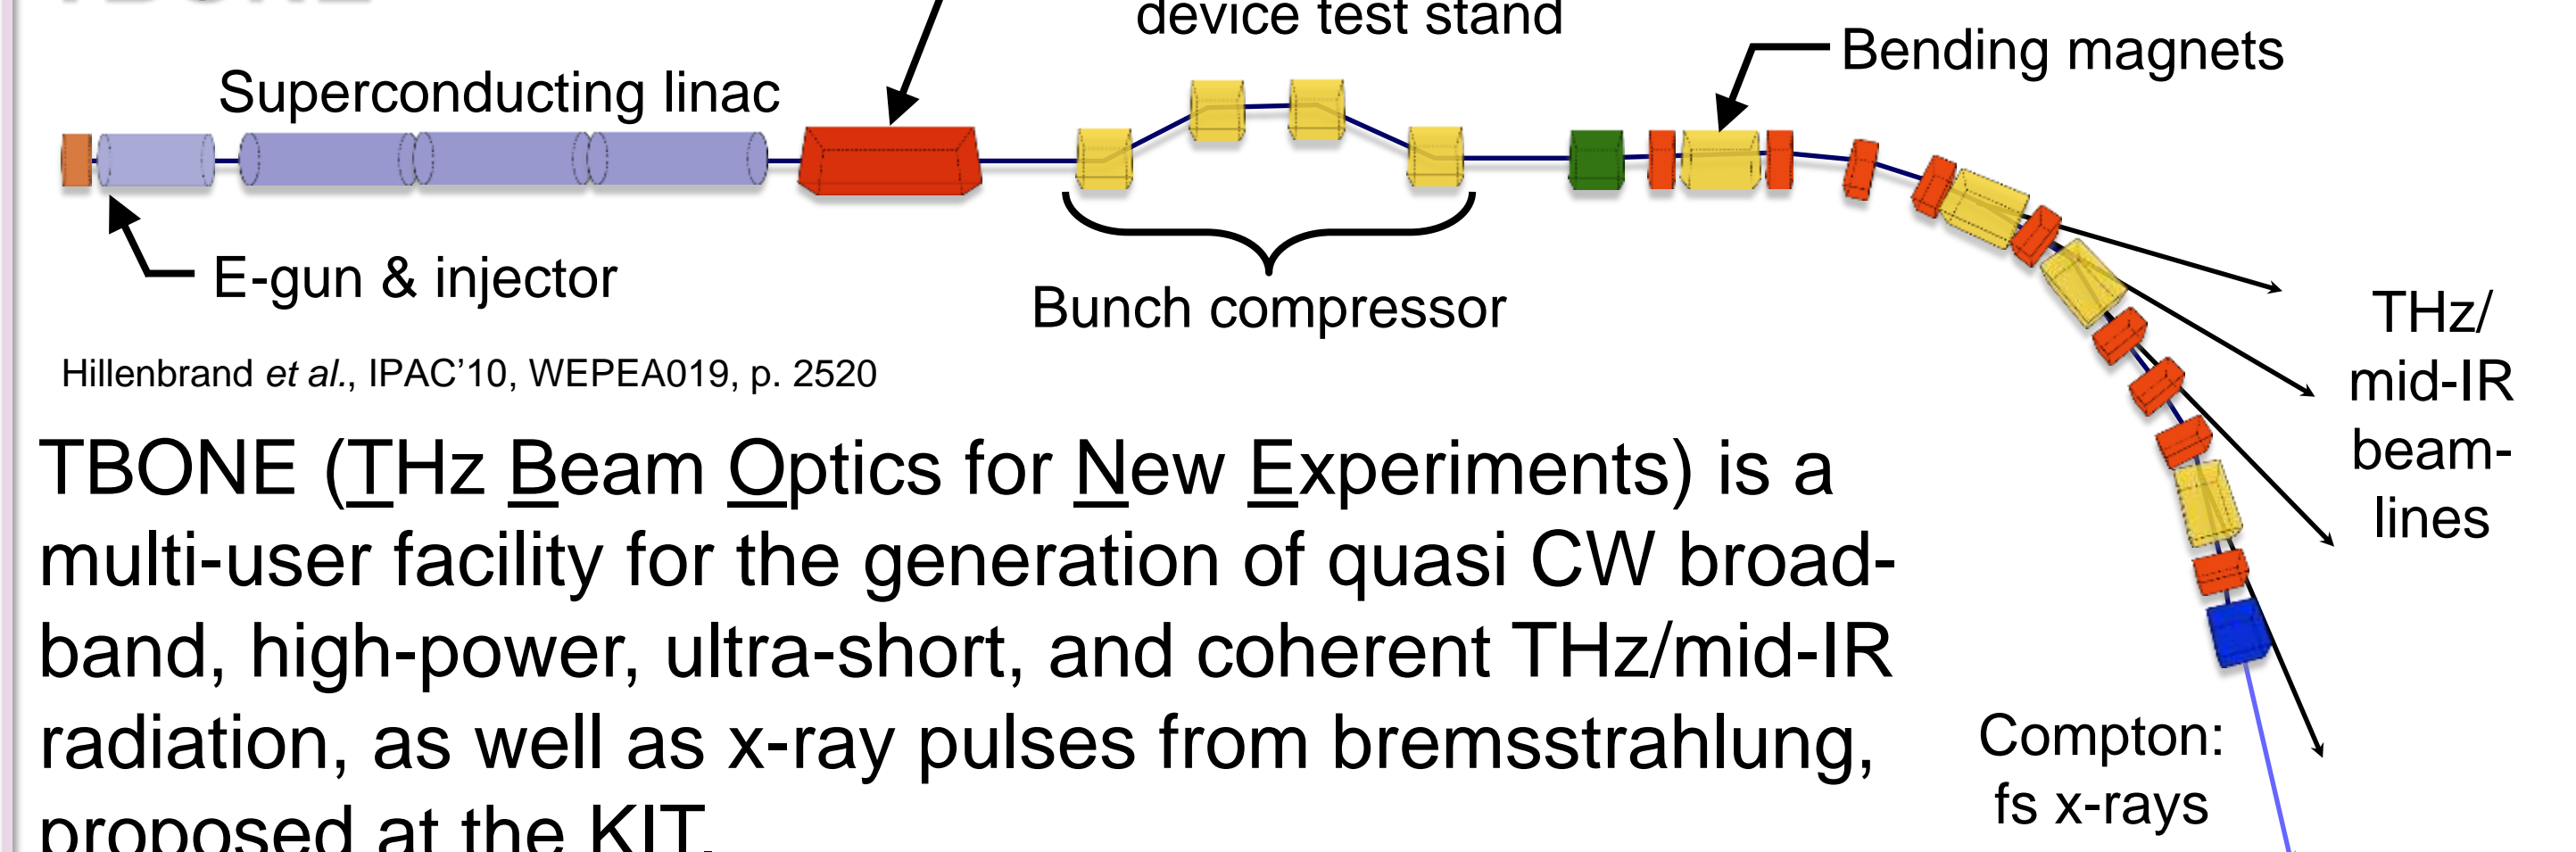 TBONE
device test stand
Bending magnets
Superconducting linac
E-gun & injector
Bunch compressor
THz/
mid-IR
beam-
lines
Hillenbrand et al., IPAC’10, WEPEA019, p. 2520
TBONE (THz Beam Optics for New Experiments) is a
multi-user facility for the generation of quasi CW broad-
band, high-power, ultra-short, and coherent THz/mid-IR
radiation, as well as x-ray pulses from bremsstrahlung,
proposed at the KIT.
Compton:
fs x-rays